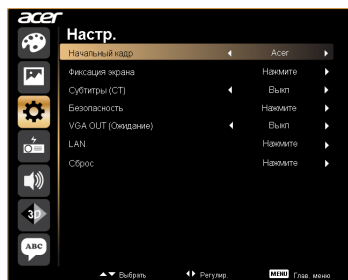 acer
Настр.
Начальный кадр Acer
Фиксация экрана Нажмите
Субтитры (СТ) Выкл
Безопасность Нажмите
VGA OUT (Ожидание) Выкл
LAN Нажмите
Сброс Нажмите
3D
ABC
Выбрать Регулир. MENU Глав. меню